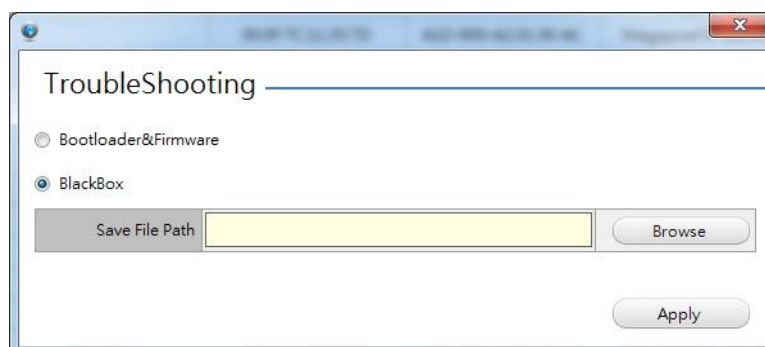 TroubleShooting
Bootloader&Firmware
BlackBox
Save File Path Browse
Apply